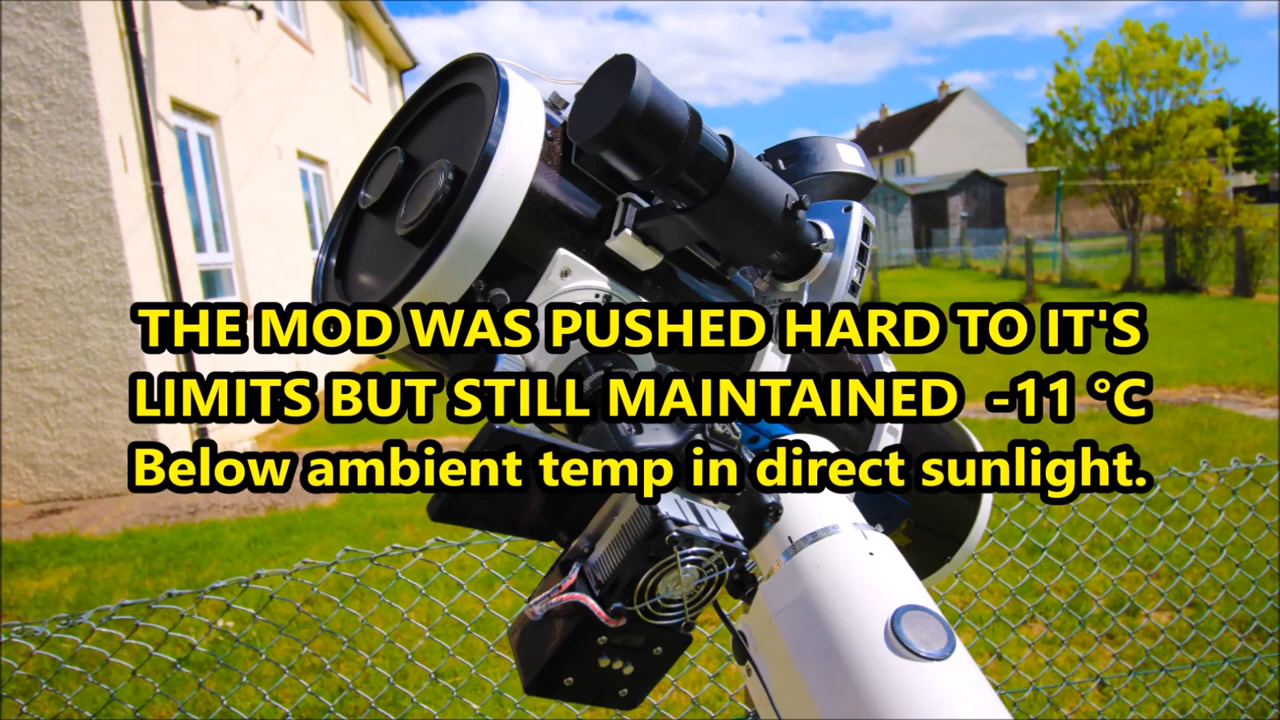 THE MOD WAS PUSHED HARD TO IT'S
LIMITS BUT STILL MAINTAINED -11 °C
Below ambient temp in direct sunlight.